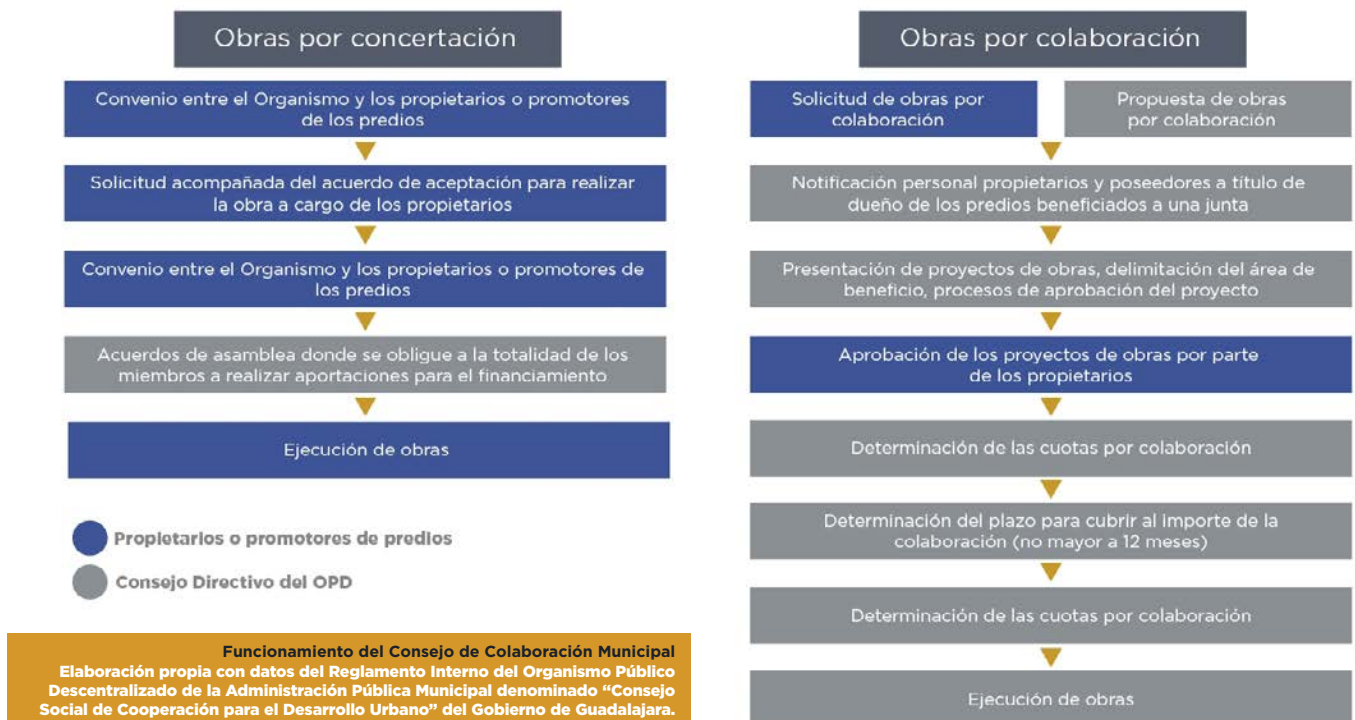 Obras por concertación
Convenio entre el Organismo y los propietarios o promotores
de los predios
Solicitud acompañada del acuerdo de aceptación para realizar
la obra a cargo de los propietarios
Convenio entre el Organismo y los propietarios o promotores de
los predios
Acuerdos de asamblea donde se obligue a la totalidad de los
miembros a realizar aportaciones para el financiamiento
Ejecución de obras
Propietarios o promotores de predios
Consejo Directivo del OPD
Funcionamiento del Consejo de Colaboración Municipal
Elaboración propia con datos del Reglamento Interno del Organismo Público
Descentralizado de la Administración Pública Municipal denominado “Consejo
Social de Cooperación para el Desarrollo Urbano” del Gobierno de Guadalajara.
Obras por colaboración
Solicitud de obras por
colaboración
Propuesta de obras
por colaboración
Notificación personal propietarios y poseedores a título de
dueño de los predios beneficiados a una junta
Presentación de proyectos de obras, delimitación del área de
beneficio, procesos de aprobación del proyecto
Aprobación de los proyectos de obras por parte
de los propietarios
Determinación de las cuotas por colaboración
Determinación del plazo para cubrir al importe de la
colaboración (no mayor a 12 meses)
Determinación de las cuotas por colaboración
Ejecución de obras